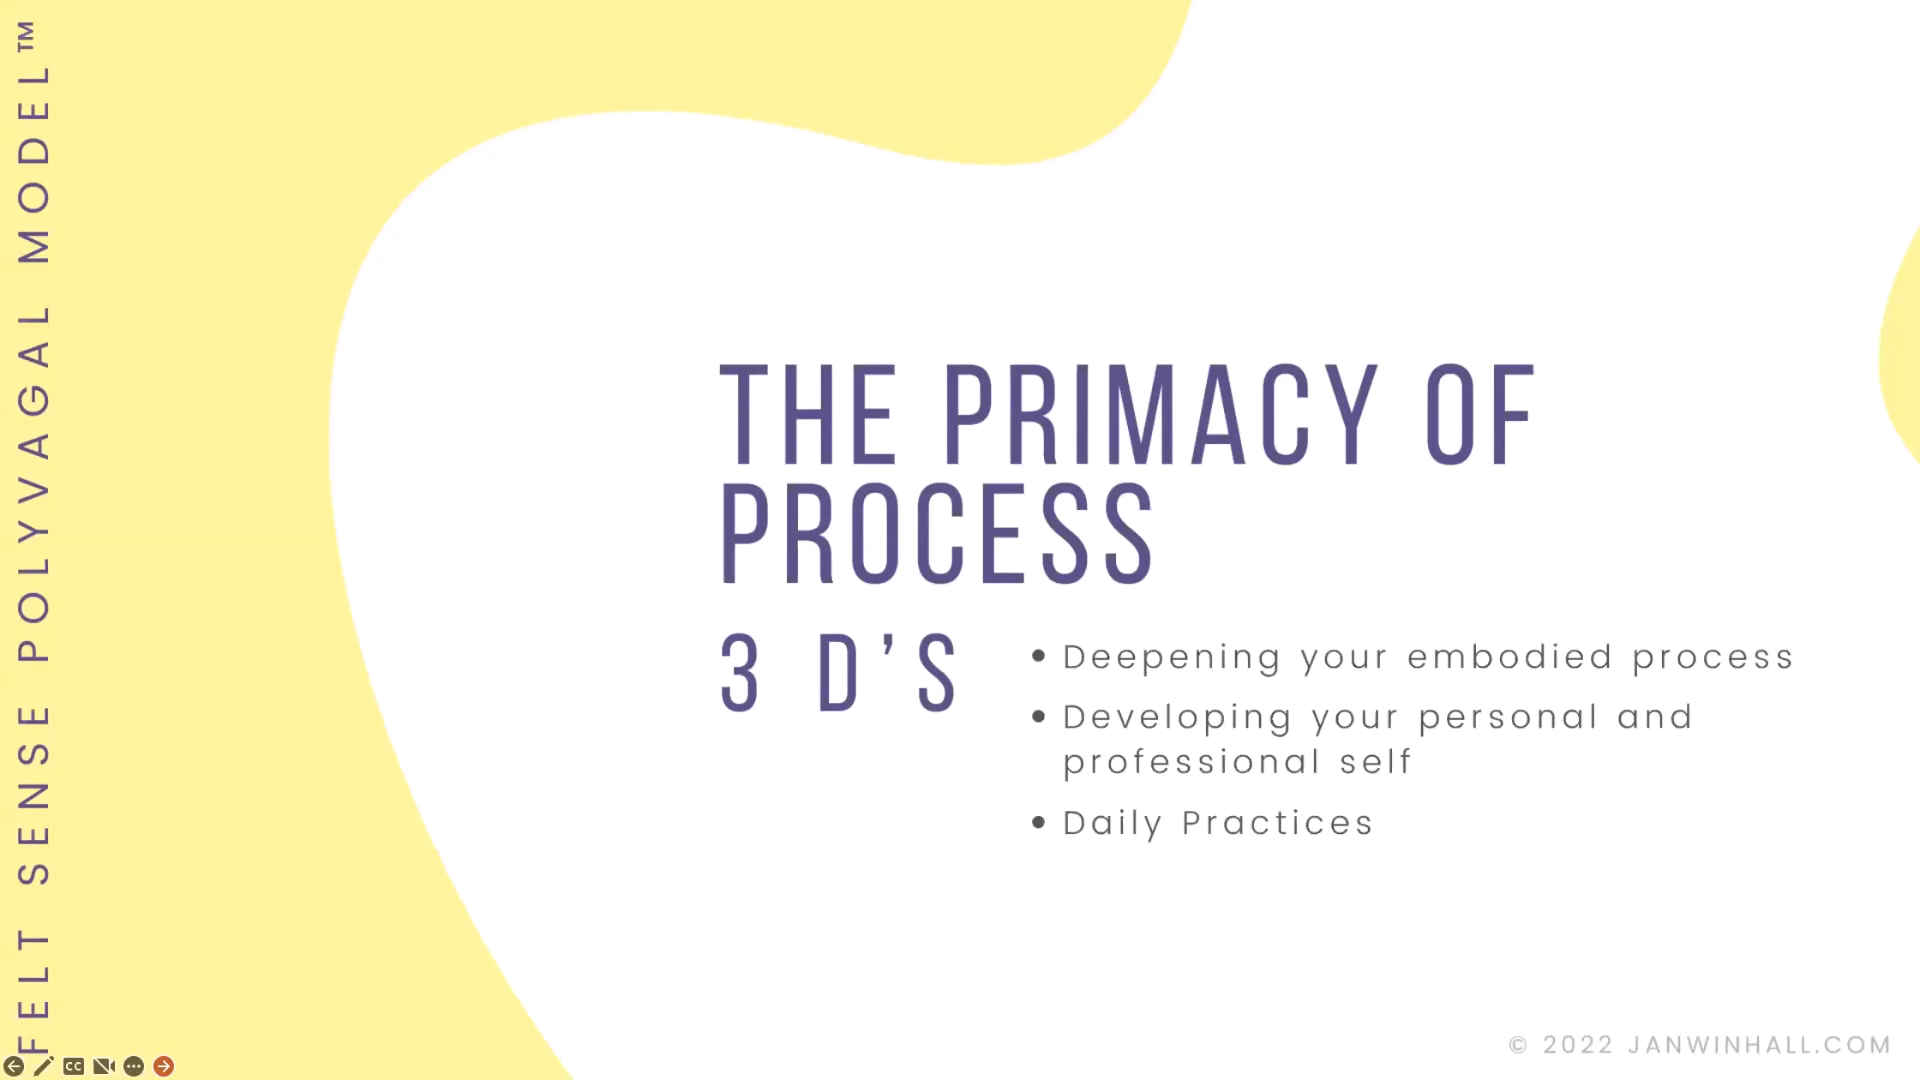 FELT SENSE POLYVAGAL MODEL™
THE PRIMACY OF
PROCESS
3 D’S
• Deepening your embodied process
• Developing your personal and
professional self
• Daily Practices
© 2022 JANWINHALL.COM
CC